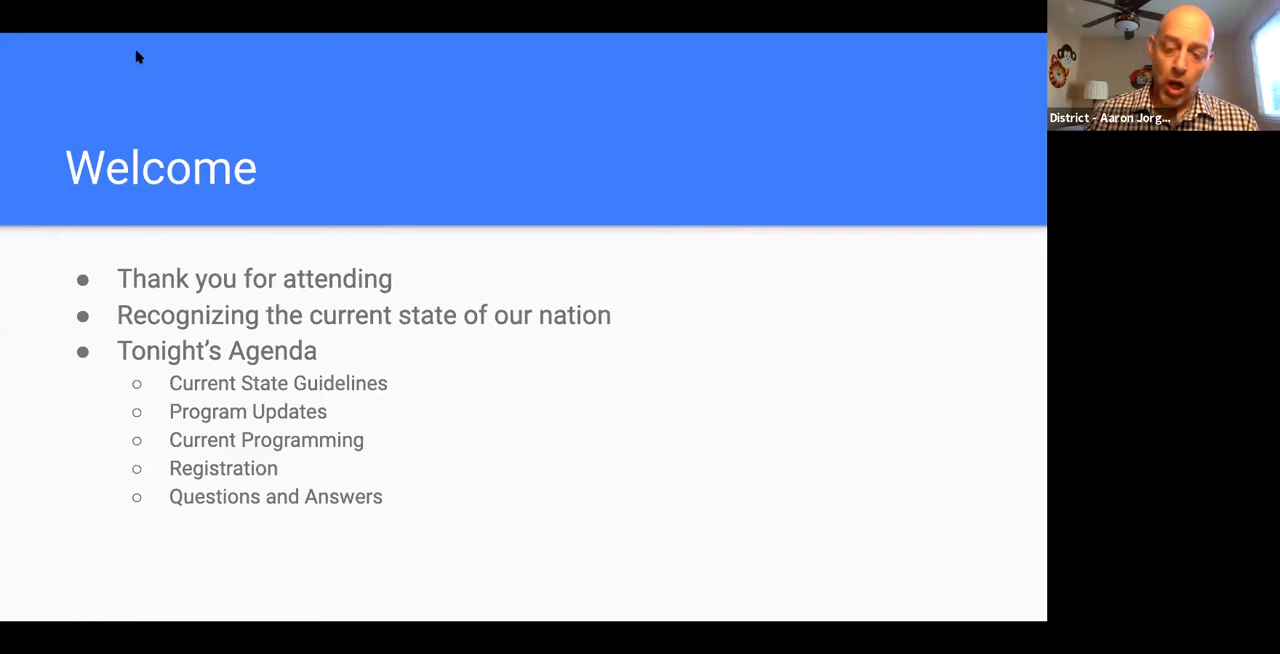 Welcome
Thank you for attending
Recognizing the current state of our nation
Tonight's Agenda
Current State Guidelines
Program Updates
Current Programming
Registration
Questions and Answers
District - Aaron Jorg...